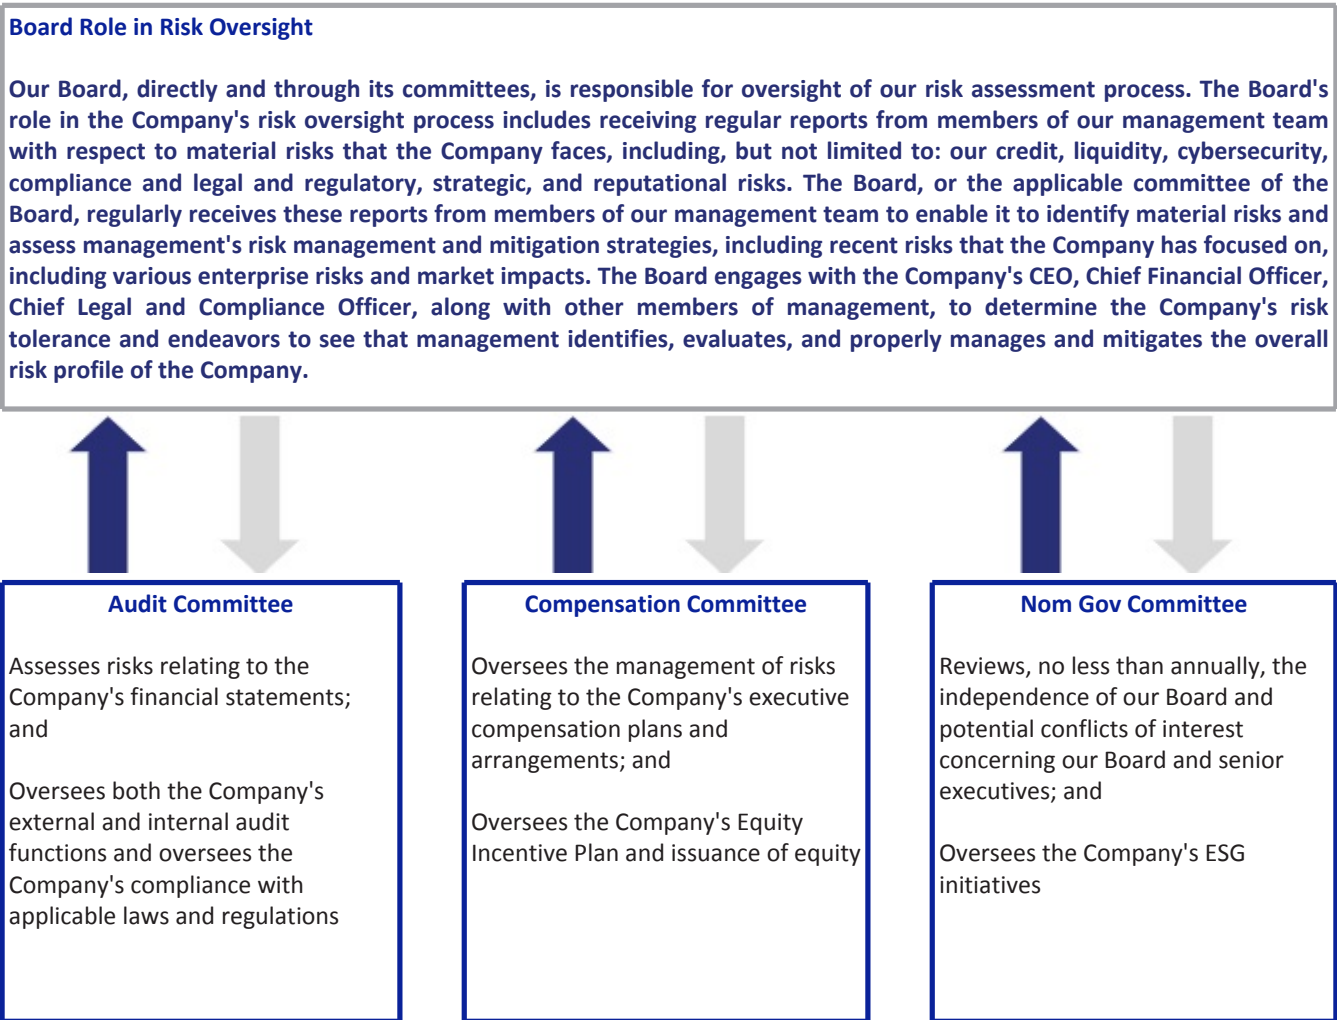 Board Role in Risk Oversight
Our Board, directly and through its committees, is responsible for oversight of our risk assessment process. The Board's
role in the Company's risk oversight process includes receiving regular reports from members of our management team
with respect to material risks that the Company faces, including, but not limited to: our credit, liquidity, cybersecurity,
compliance and legal and regulatory, strategic, and reputational risks. The Board, or the applicable committee of the
Board, regularly receives these reports from members of our management team to enable it to identify material risks and
assess management's risk management and mitigation strategies, including recent risks that the Company has focused on,
including various enterprise risks and market impacts. The Board engages with the Company's CEO, Chief Financial Officer,
Chief Legal and Compliance Officer, along with other members of management, to determine the Company's risk
tolerance and endeavors to see that management identifies, evaluates, and properly manages and mitigates the overall
risk profile of the Company.
Audit Committee
Assesses risks relating to the
Company's financial statements;
and
Oversees both the Company's
external and internal audit
functions and oversees the
Company's compliance with
applicable laws and regulations
Compensation Committee
Oversees the management of risks
relating to the Company's executive
compensation plans and
arrangements; and
Oversees the Company's Equity
Incentive Plan and issuance of equity
Nom Gov Committee
Reviews, no less than annually, the
independence of our Board and
potential conflicts of interest
concerning our Board and senior
executives; and
Oversees the Company's ESG
initiatives